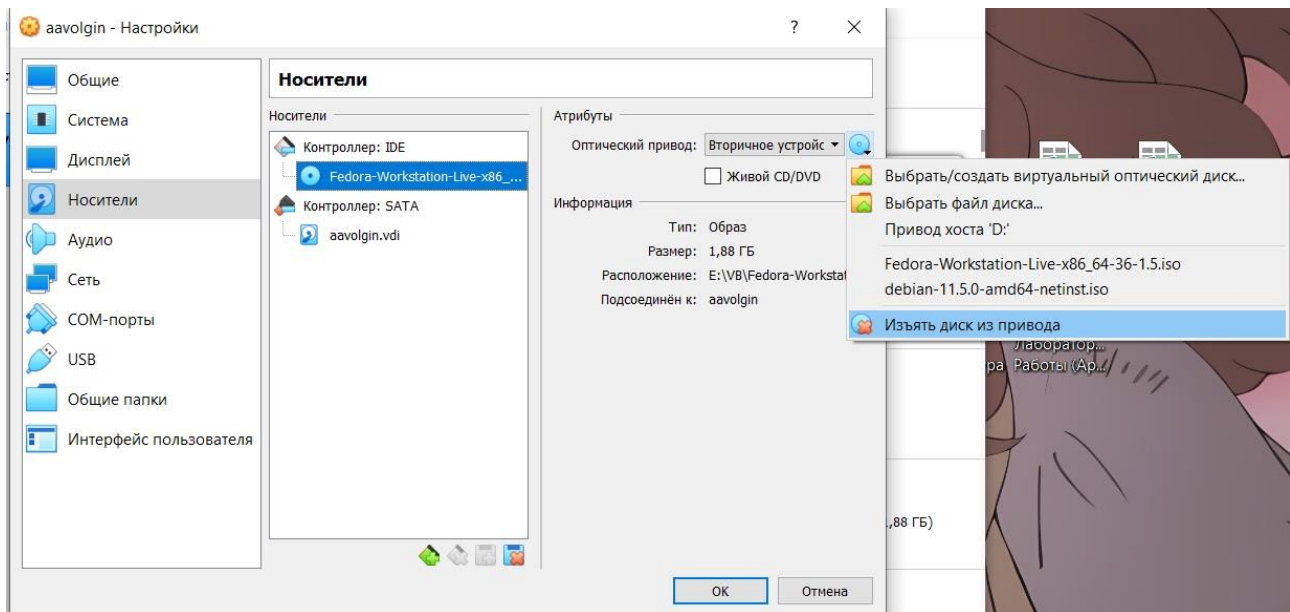 aavolgin - Настройки
?
Общие
Система
Дисплей
Носители
Аудио
Сеть
COM-порты
USB
Общие папки
Интерфейс пользователя
Носители
Носители
Контроллер: IDE
Fedora-Workstation-Live-x86_...
Контроллер: SATA
aavolgin.vdi
Атрибуты
Оптический привод: Вторичное устройс
Живой CD/DVD
Информация
Тип: Образ
Размер: 1,88 ГБ
Расположение: E:\VB\Fedora-Workstat
Подсоединён к: aavolgin
Выбрать/создать виртуальный оптический диск...
Выбрать файл диска...
Привод хоста 'D:'
Fedora-Workstation-Live-x86_64-36-1.5.iso
debian-11.5.0-amd64-netinst.iso
Изъять диск из привода
Лаборатор...
ра Работы (Ар...
,88 ГБ)
OK
Отмена